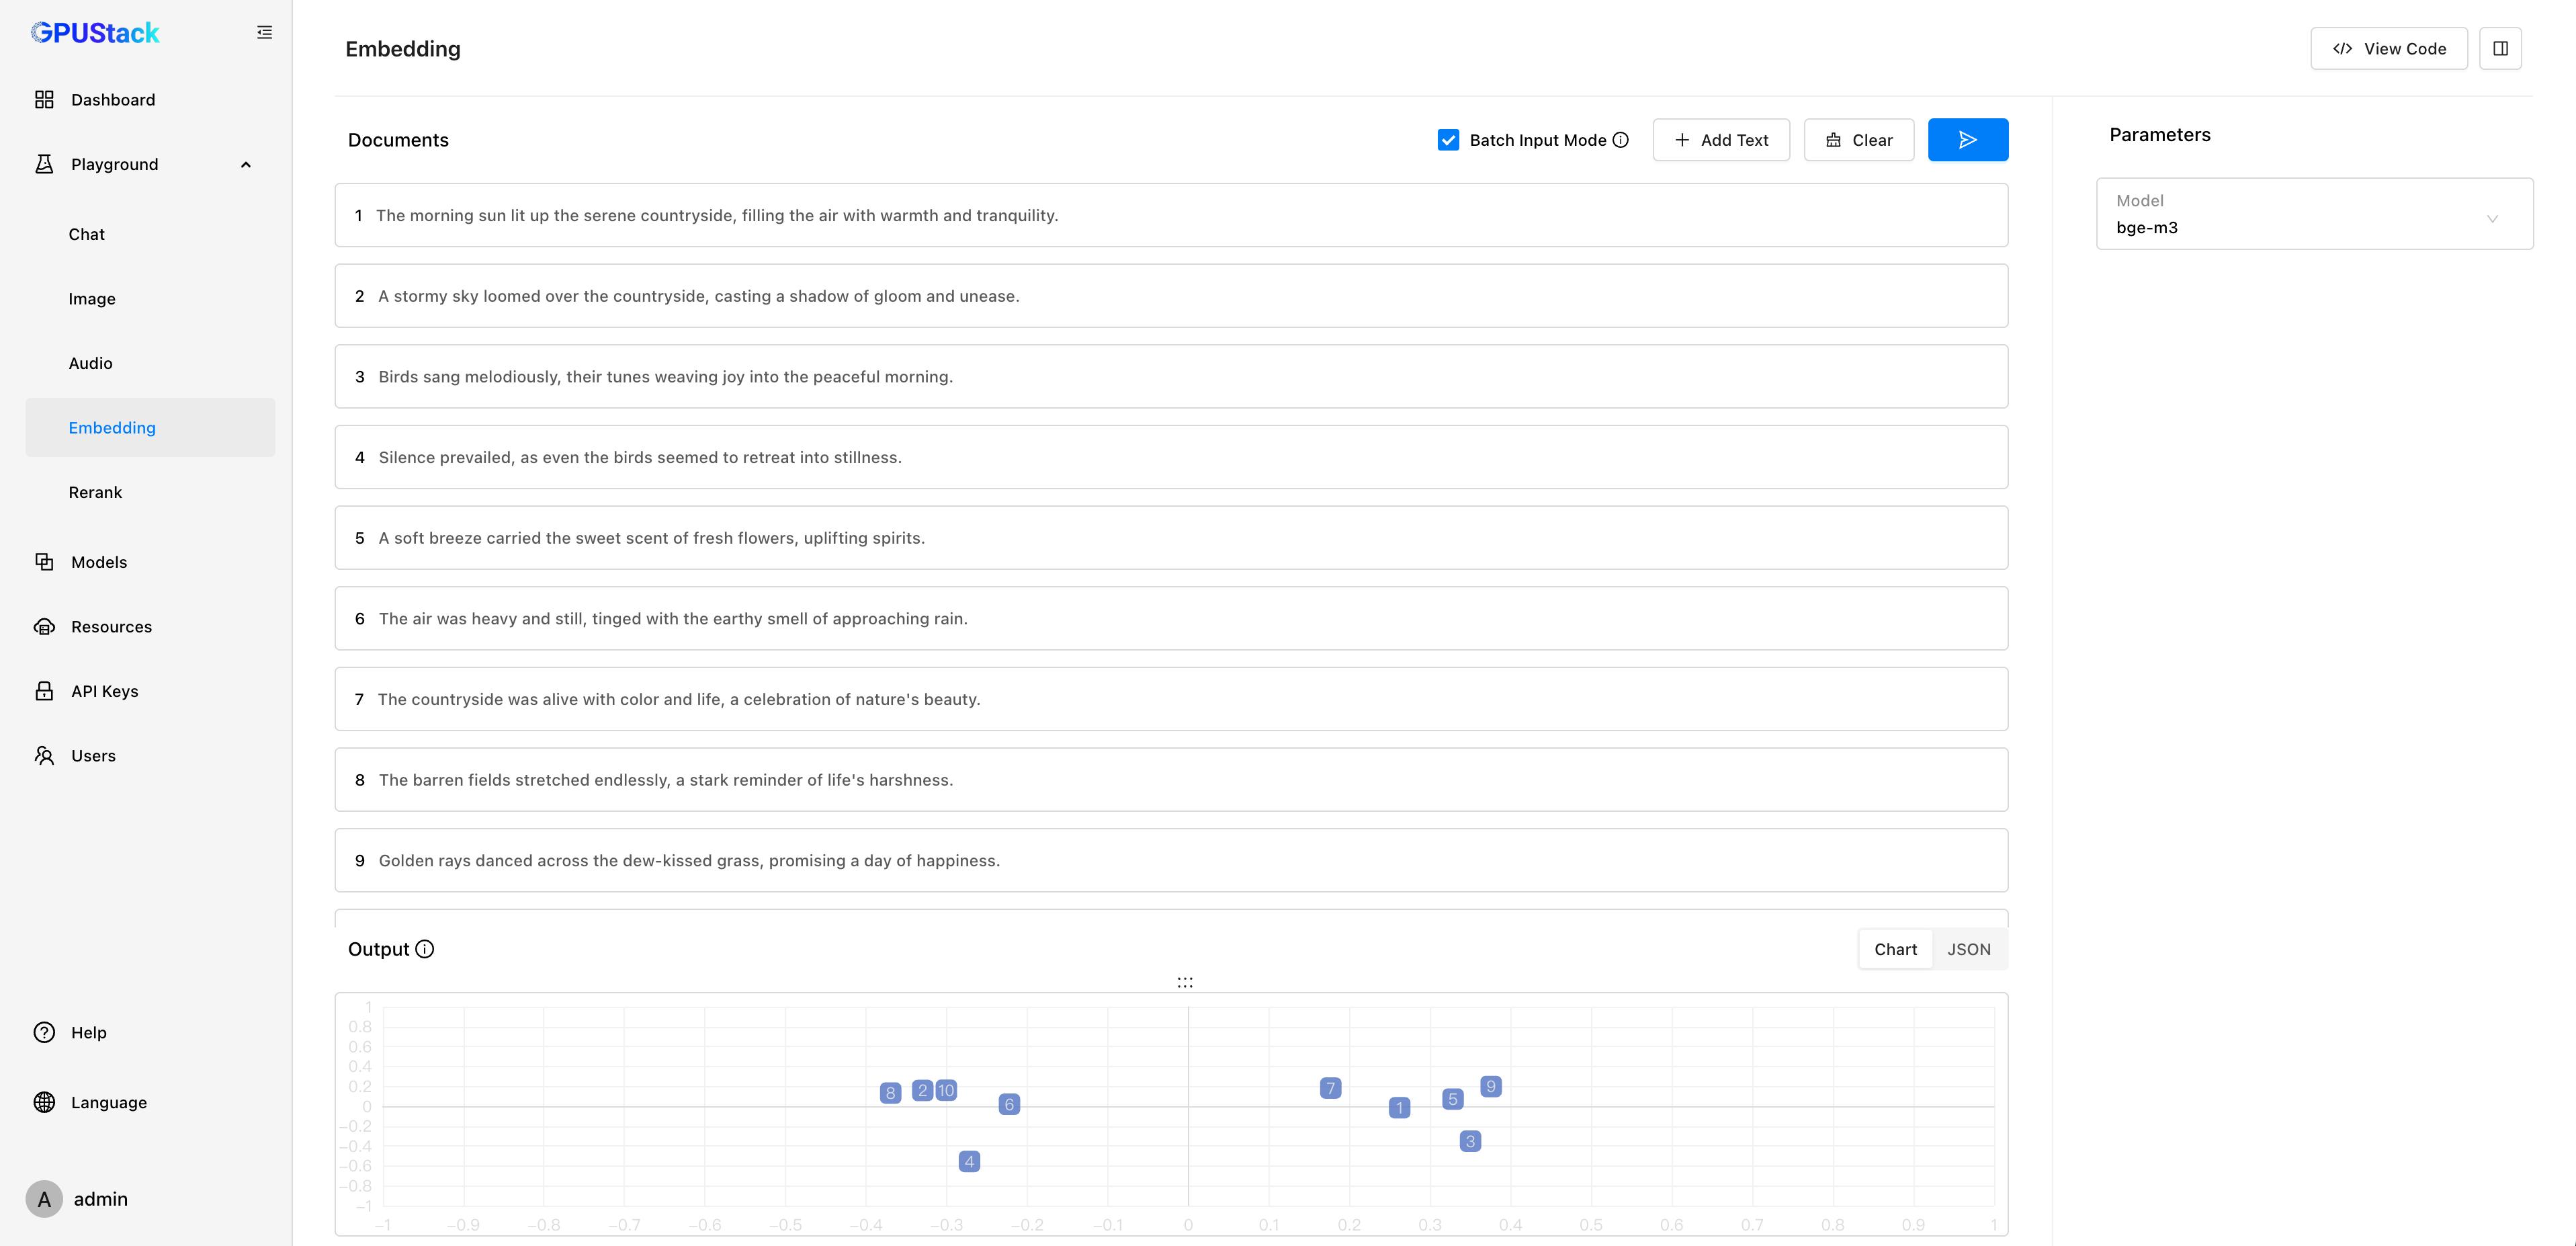 GPUStack
Dashboard
Playground
Chat
Image
Audio
Embedding
Rerank
Models
Resources
API Keys
Users
Help
Language
A admin
Embedding
View Code
Documents
Batch Input Mode
Add Text
Clear
1 The morning sun lit up the serene countryside, filling the air with warmth and tranquility.
2 A stormy sky loomed over the countryside, casting a shadow of gloom and unease.
3 Birds sang melodiously, their tunes weaving joy into the peaceful morning.
4 Silence prevailed, as even the birds seemed to retreat into stillness.
5 A soft breeze carried the sweet scent of fresh flowers, uplifting spirits.
6 The air was heavy and still, tinged with the earthy smell of approaching rain.
7 The countryside was alive with color and life, a celebration of nature's beauty.
8 The barren fields stretched endlessly, a stark reminder of life's harshness.
9 Golden rays danced across the dew-kissed grass, promising a day of happiness.
Output
Chart JSON
1
0.8
0.6
0.4
0.2
0
−0.2
−0.4
−0.6
−0.8
−1
8 2 10 6 4 7 1 5 9 3
−1 −0.9 −0.8 −0.7 −0.6 −0.5 −0.4 −0.3 −0.2 −0.1 0 0.1 0.2 0.3 0.4 0.5 0.6 0.7 0.8 0.9 1
Parameters
Model
bge-m3